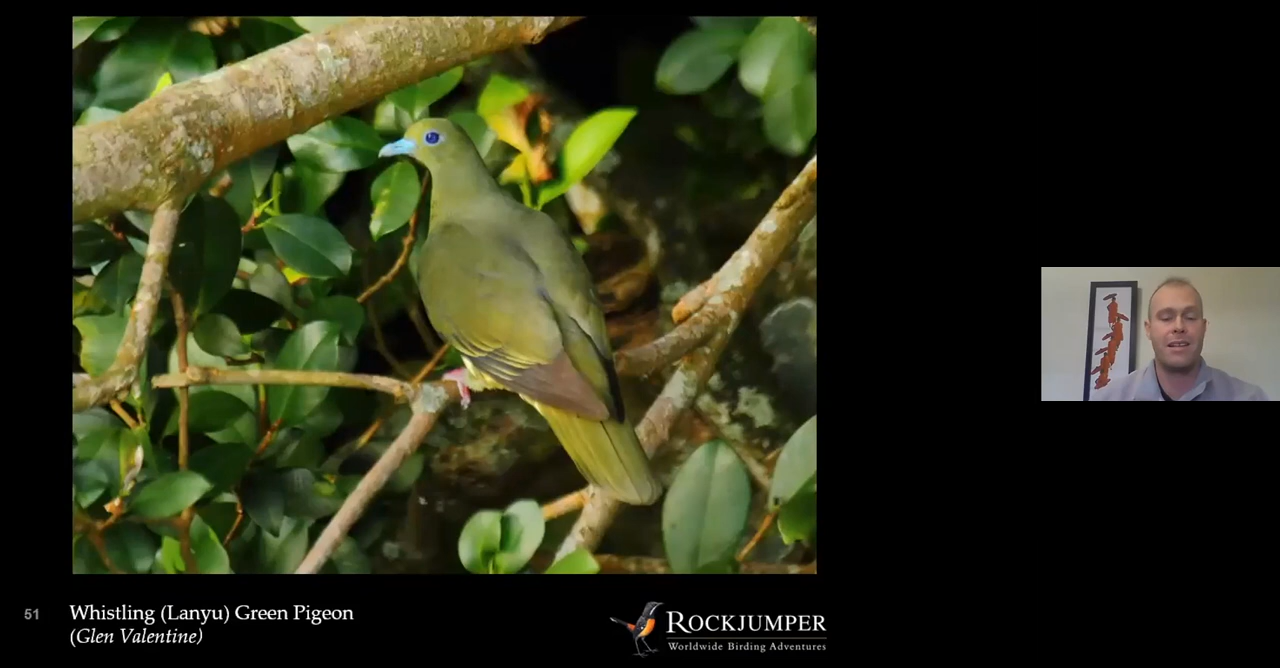 51
Whistling (Lanyu) Green Pigeon
(Glen Valentine)
ROCKJUMPER
Worldwide Birding Adventures